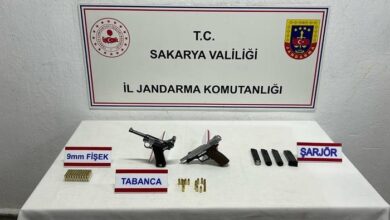 T.C.
SAKARYA VALİLİĞİ
İL JANDARMA KOMUTANLIĞI
9mm FİŞEK
TABANCA
ŞARJÖR